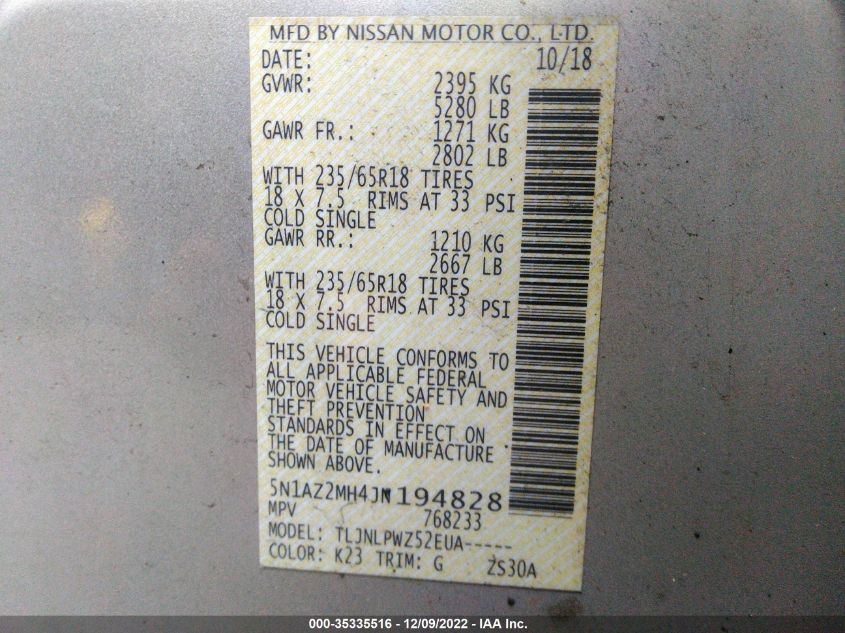 MFD BY NISSAN MOTOR CO., LTD.
DATE: 10/18
GVWR: 2395 KG
5280 LB
GAWR FR.: 1271 KG
2802 LB
WITH 235/65R18 TIRES
18 X 7.5 RIMS AT 33 PSI
COLD SINGLE
GAWR RR.: 1210 KG
2667 LB
WITH 235/65R18 TIRES
18 X 7.5 RIMS AT 33 PSI
COLD SINGLE
THIS VEHICLE CONFORMS TO
ALL APPLICABLE FEDERAL
MOTOR VEHICLE SAFETY AND
THEFT PREVENTION
STANDARDS IN EFFECT ON
THE DATE OF MANUFACTURE
SHOWN ABOVE.
5N1AZ2MH4JN194828
MPV 768233
MODEL: TLJNLPWZ52EUA-----
COLOR: K23 TRIM: G ZS30A
000-35335516 - 12/09/2022 - IAA Inc.